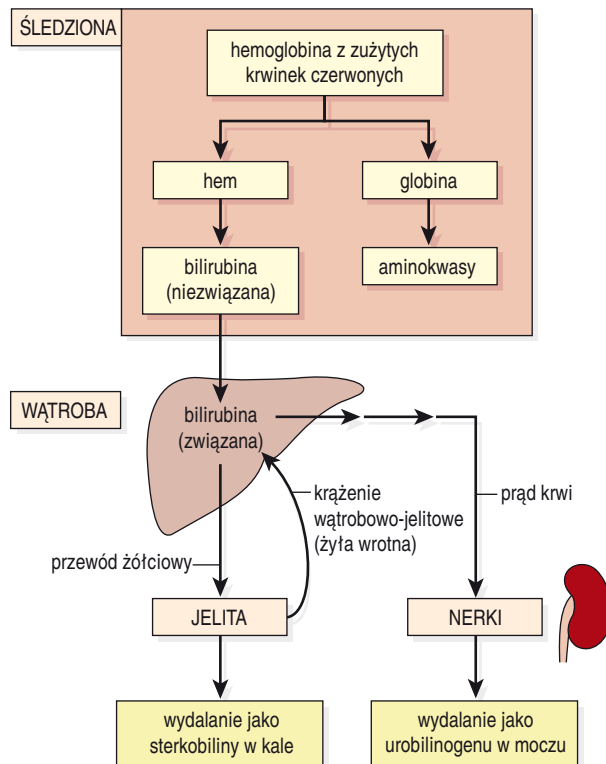 ŚLEDZIONA
hemoglobina z zużytych
krwinek czerwonych
hem
globina
bilirubina
(niezwiązana)
aminokwasy
WĄTROBA
bilirubina
(związana)
krążenie
wątrobowo-jelitowe
(żyła wrotna)
prąd krwi
przewód żółciowy
JELITA
NERKI
wydalanie jako
sterkobiliny w kale
wydalanie jako
urobilinogenu w moczu